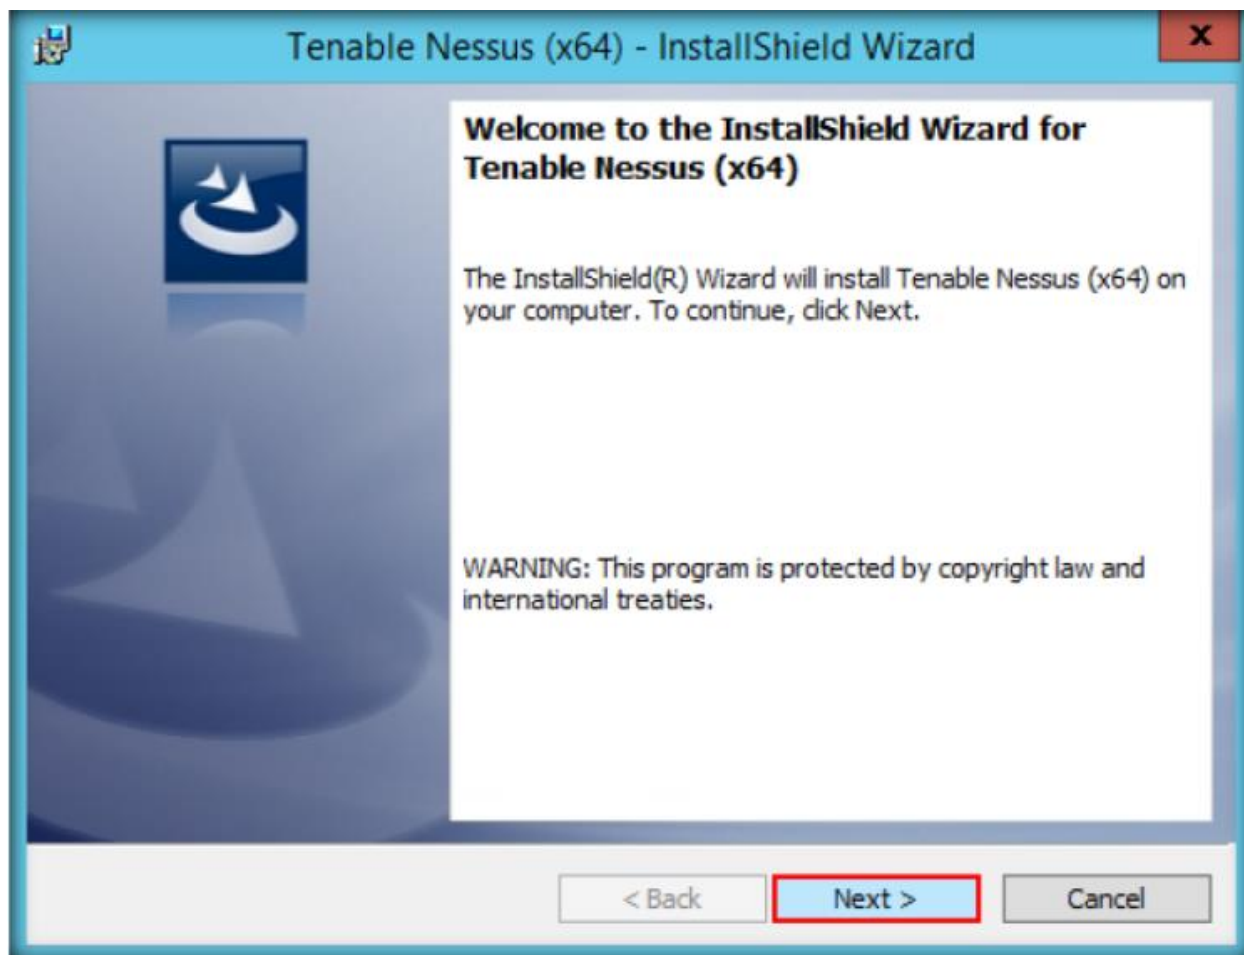 Tenable Nessus (x64) - InstallShield Wizard
x
Welcome to the InstallShield Wizard for
Tenable Nessus (x64)
The InstallShield(R) Wizard will install Tenable Nessus (x64) on
your computer. To continue, click Next.
WARNING: This program is protected by copyright law and
international treaties.
< Back
Next >
Cancel